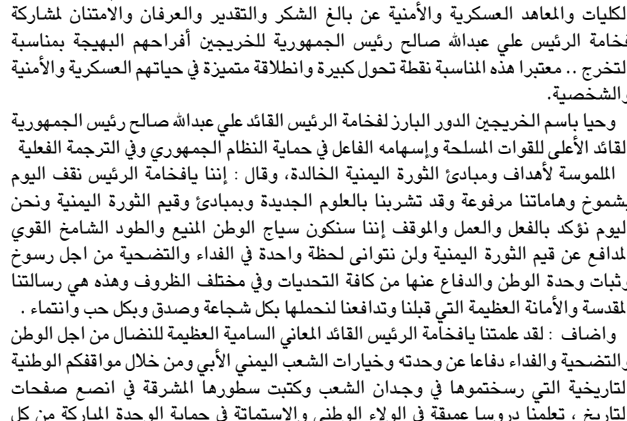 لكليات والمعاهد العسكرية والأمنية عن بالغ الشكر والتقدير والعرفان والامتنان لمشاركة
فخامة الرئيس علي عبدالله صالح رئيس الجمهورية للخريجين أفراحهم البهيجة بمناسبة
لتخرج .. معتبرا هذه المناسبة نقطة تحول كبيرة وانطلاقة متميزة في حياتهم العسكرية والأمنية
والشخصية.
وحيا باسم الخريجين الدور البارز لفخامة الرئيس القائد علي عبدالله صالح رئيس الجمهورية
لقائد الأعلى للقوات المسلحة وإسهامه الفاعل في حماية النظام الجمهوري وفي الترجمة الفعلية
الملموسة لأهداف ومبادئ الثورة اليمنية الخالدة، وقال : إننا يافخامة الرئيس نقف اليوم
بشموخ وهاماتنا مرفوعة وقد تشربنا بالعلوم الجديدة وبمبادئ وقيم الثورة اليمنية ونحن
ليوم نؤكد بالفعل والعمل والموقف إننا سنكون سياج الوطن المنيع والطود الشامخ القوي
لمدافع عن قيم الثورة اليمنية ولن نتوانى لحظة واحدة في الفداء والتضحية من اجل رسوخ
وثبات وحدة الوطن والدفاع عنها من كافة التحديات وفي مختلف الظروف وهذه هي رسالتنا
لمقدسة والأمانة العظيمة التي قبلنا وتدافعنا لنحملها بكل شجاعة وصدق وبكل حب وانتماء .
واضاف : لقد علمتنا يافخامة الرئيس القائد المعاني السامية العظيمة للنضال من اجل الوطن
والتضحية والفداء دفاعا عن وحدته وخيارات الشعب اليمني الأبي ومن خلال مواقفكم الوطنية
لتاريخية التي رسختموها في وجدان الشعب وكتبت سطورها المشرقة في انصع صفحات
لتاريخ ، تعلمنا دروسا عميقة في الولاء الوطني والاستماتة في حماية الوحدة المباركة من كل